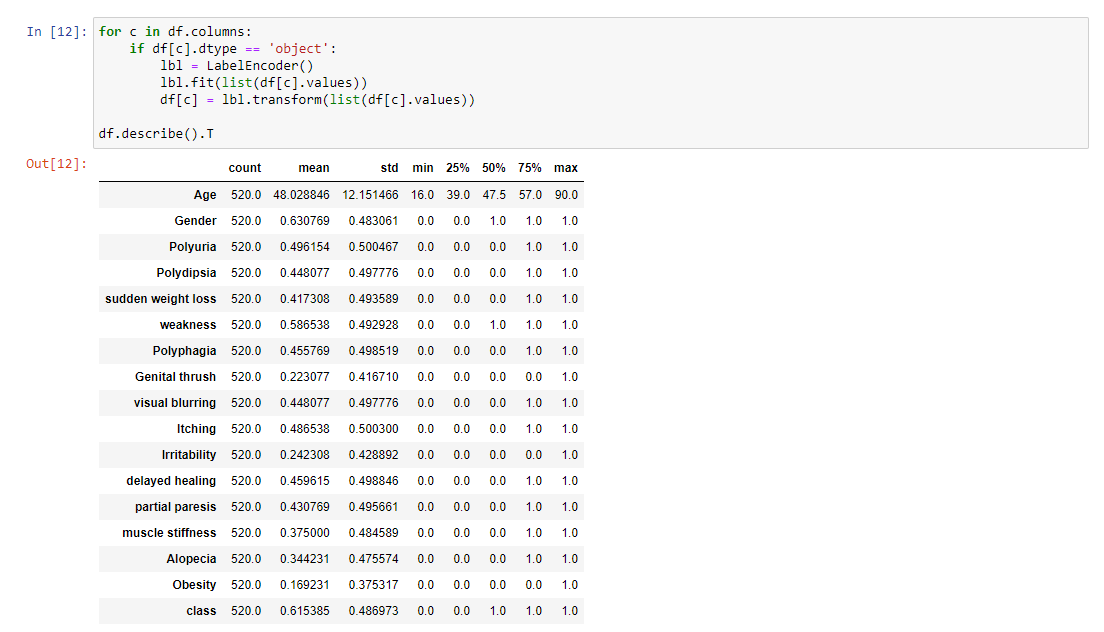 In [12]: for c in df.columns:
    if df[c].dtype == 'object':
        lbl = LabelEncoder()
        lbl.fit(list(df[c].values))
        df[c] = lbl.transform(list(df[c].values))
df.describe().T
Out[12]:
count mean std min 25% 50% 75% max
Age 520.0 48.028846 12.151466 16.0 39.0 47.5 57.0 90.0
Gender 520.0 0.630769 0.483061 0.0 0.0 1.0 1.0 1.0
Polyuria 520.0 0.496154 0.500467 0.0 0.0 0.0 1.0 1.0
Polydipsia 520.0 0.448077 0.497776 0.0 0.0 0.0 1.0 1.0
sudden weight loss 520.0 0.417308 0.493589 0.0 0.0 0.0 1.0 1.0
weakness 520.0 0.586538 0.492928 0.0 0.0 1.0 1.0 1.0
Polyphagia 520.0 0.455769 0.498519 0.0 0.0 0.0 1.0 1.0
Genital thrush 520.0 0.223077 0.416710 0.0 0.0 0.0 0.0 1.0
visual blurring 520.0 0.448077 0.497776 0.0 0.0 0.0 1.0 1.0
Itching 520.0 0.486538 0.500300 0.0 0.0 0.0 1.0 1.0
Irritability 520.0 0.242308 0.428892 0.0 0.0 0.0 0.0 1.0
delayed healing 520.0 0.459615 0.498846 0.0 0.0 0.0 1.0 1.0
partial paresis 520.0 0.430769 0.495661 0.0 0.0 0.0 1.0 1.0
muscle stiffness 520.0 0.375000 0.484589 0.0 0.0 0.0 1.0 1.0
Alopecia 520.0 0.344231 0.475574 0.0 0.0 0.0 1.0 1.0
Obesity 520.0 0.169231 0.375317 0.0 0.0 0.0 0.0 1.0
class 520.0 0.615385 0.486973 0.0 0.0 1.0 1.0 1.0